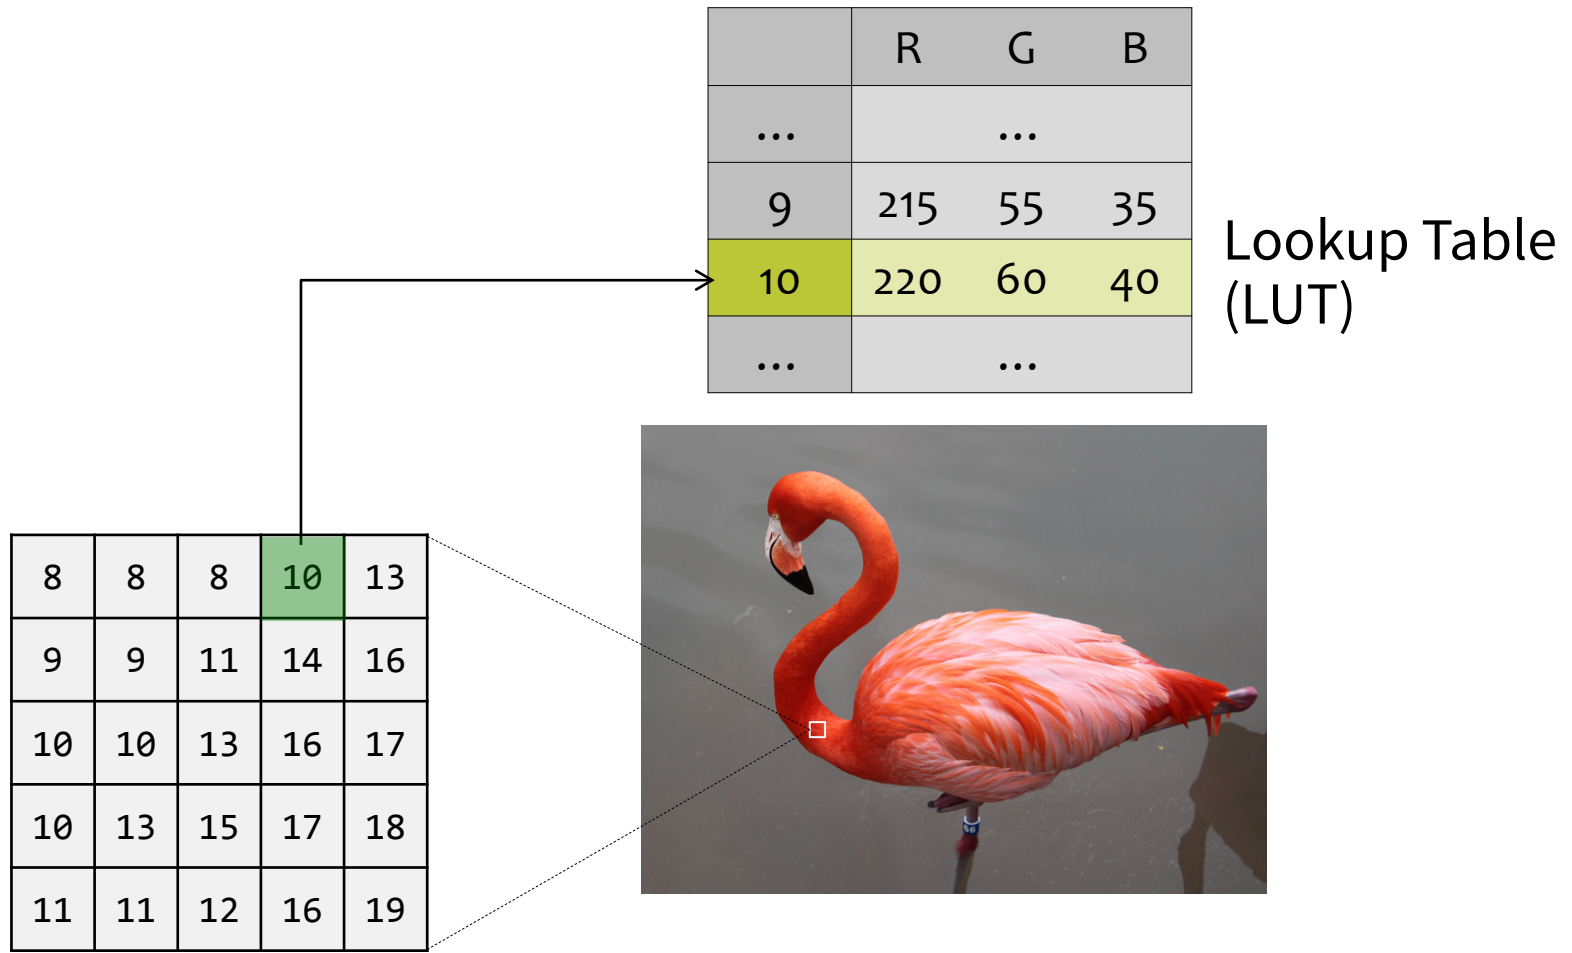 R G B
... ...
9 215 55 35
10 220 60 40
... ...
Lookup Table
(LUT)
8 8 8 10 13
9 9 11 14 16
10 10 13 16 17
10 13 15 17 18
11 11 12 16 19